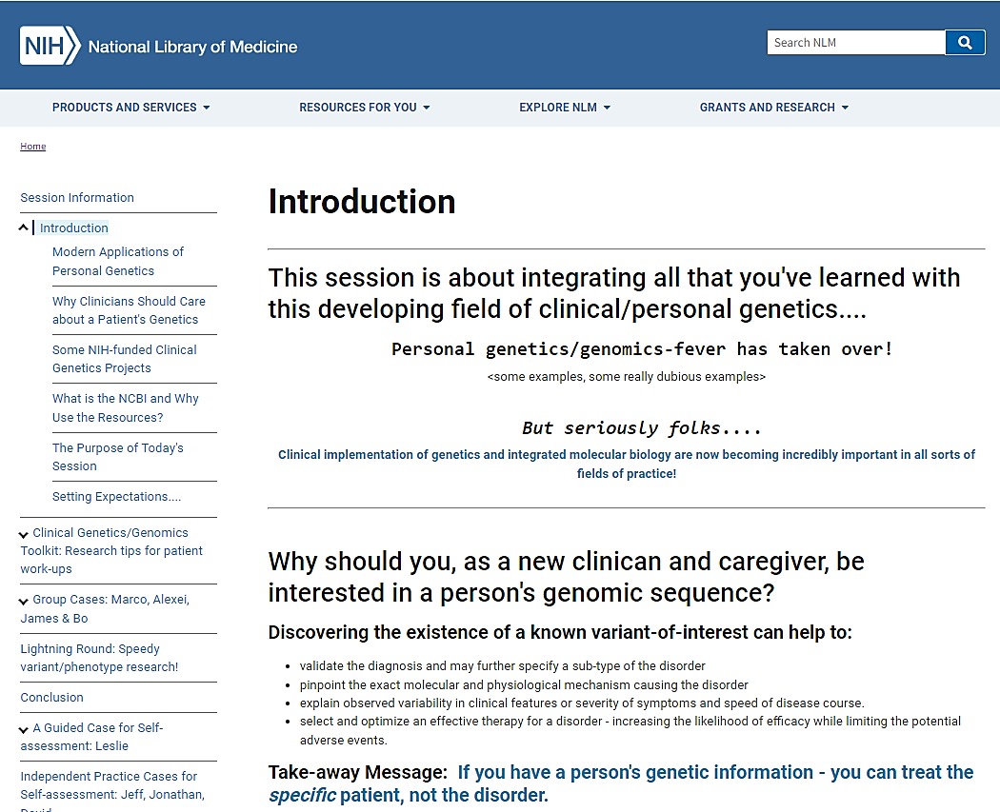 NIH National Library of Medicine
Search NLM
PRODUCTS AND SERVICES
RESOURCES FOR YOU
EXPLORE NLM
GRANTS AND RESEARCH
Home
Session Information
Introduction
Modern Applications of
Personal Genetics
Why Clinicians Should Care
about a Patient's Genetics
Some NIH-funded Clinical
Genetics Projects
What is the NCBI and Why
Use the Resources?
The Purpose of Today's
Session
Setting Expectations....
Clinical Genetics/Genomics
Toolkit: Research tips for patient
work-ups
Group Cases: Marco, Alexei,
James & Bo
Lightning Round: Speedy
variant/phenotype research!
Conclusion
A Guided Case for Self-
assessment: Leslie
Independent Practice Cases for
Self-assessment: Jeff, Jonathan,
Introduction
This session is about integrating all that you've learned with
this developing field of clinical/personal genetics....
Personal genetics/genomics-fever has taken over!
<some examples, some really dubious examples>
But seriously folks....
Clinical implementation of genetics and integrated molecular biology are now becoming incredibly important in all sorts of
fields of practice!
Why should you, as a new clinican and caregiver, be
interested in a person's genomic sequence?
Discovering the existence of a known variant-of-interest can help to:
• validate the diagnosis and may further specify a sub-type of the disorder
• pinpoint the exact molecular and physiological mechanism causing the disorder
• explain observed variability in clinical features or severity of symptoms and speed of disease course.
• select and optimize an effective therapy for a disorder - increasing the likelihood of efficacy while limiting the potential
adverse events.
Take-away Message: If you have a person's genetic information - you can treat the
specific patient, not the disorder.